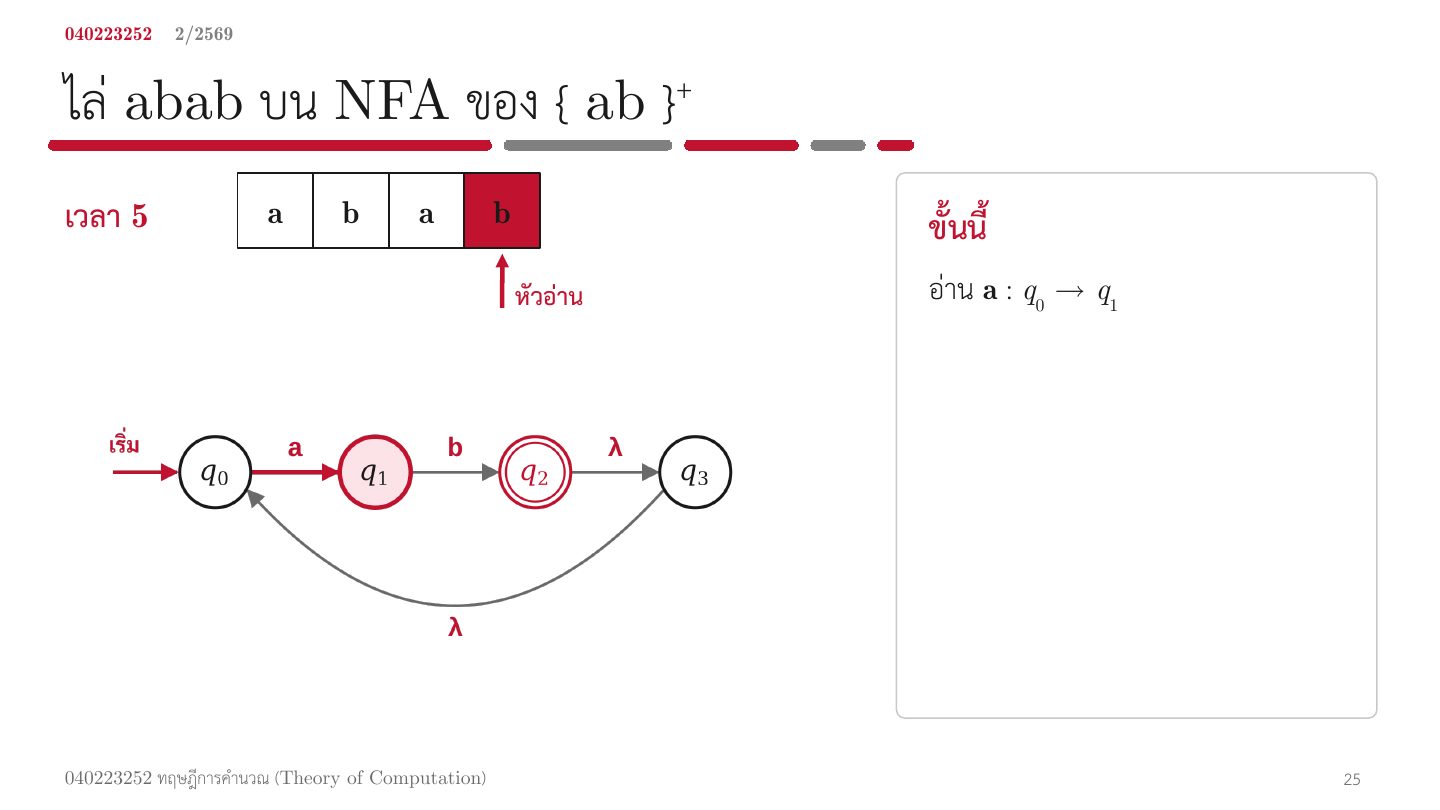 040223252 2/2569
ไล่ abab บน NFA ของ { ab }⁺
เวลา 5
a b a b
หัวอ่าน
ขั้นนี้
อ่าน a : q₀ → q₁
เริ่ม
a b λ
q₀ q₁ q₂ q₃
λ
040223252 ทฤษฎีการคำนวณ (Theory of Computation)
25